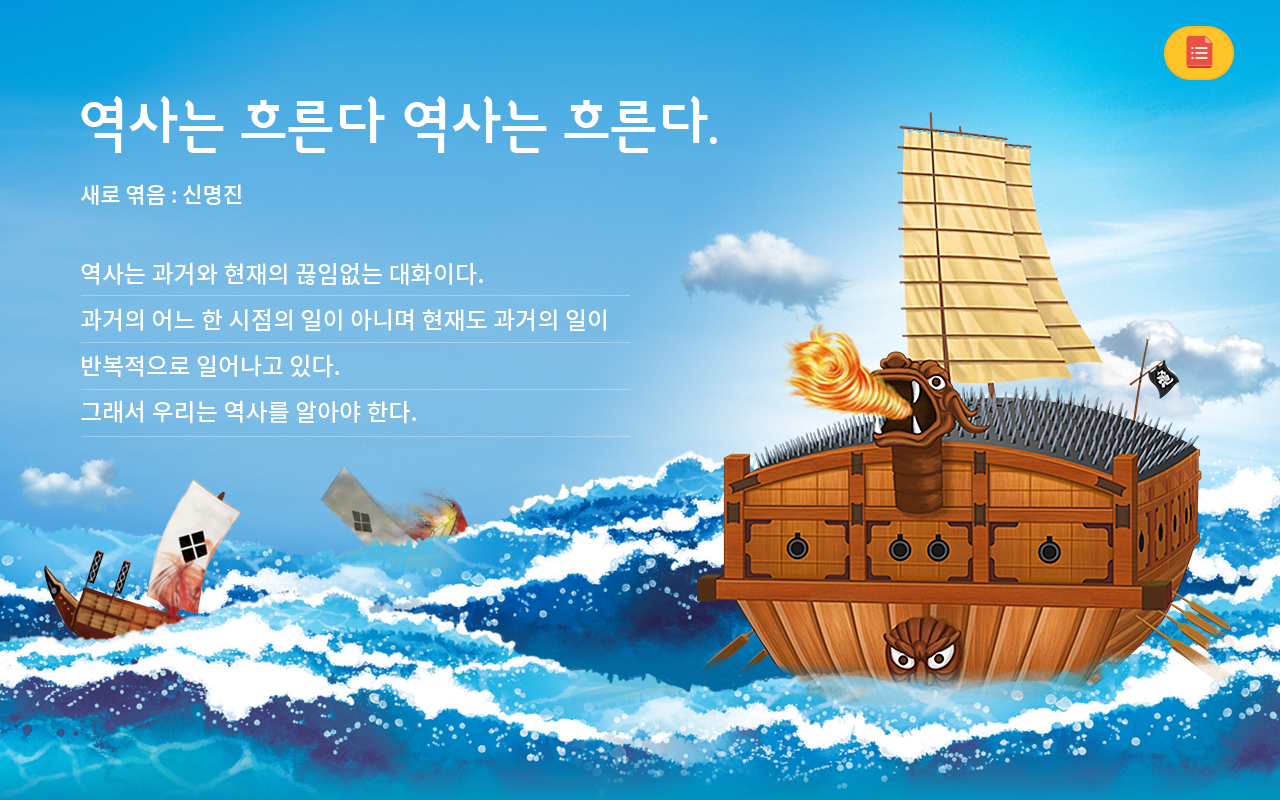 역사는 흐른다 역사는 흐른다.
새로 엮음 : 신명진
역사는 과거와 현재의 끊임없는 대화이다.
과거의 어느 한 시점의 일이 아니며 현재도 과거의 일이
반복적으로 일어나고 있다.
그래서 우리는 역사를 알아야 한다.